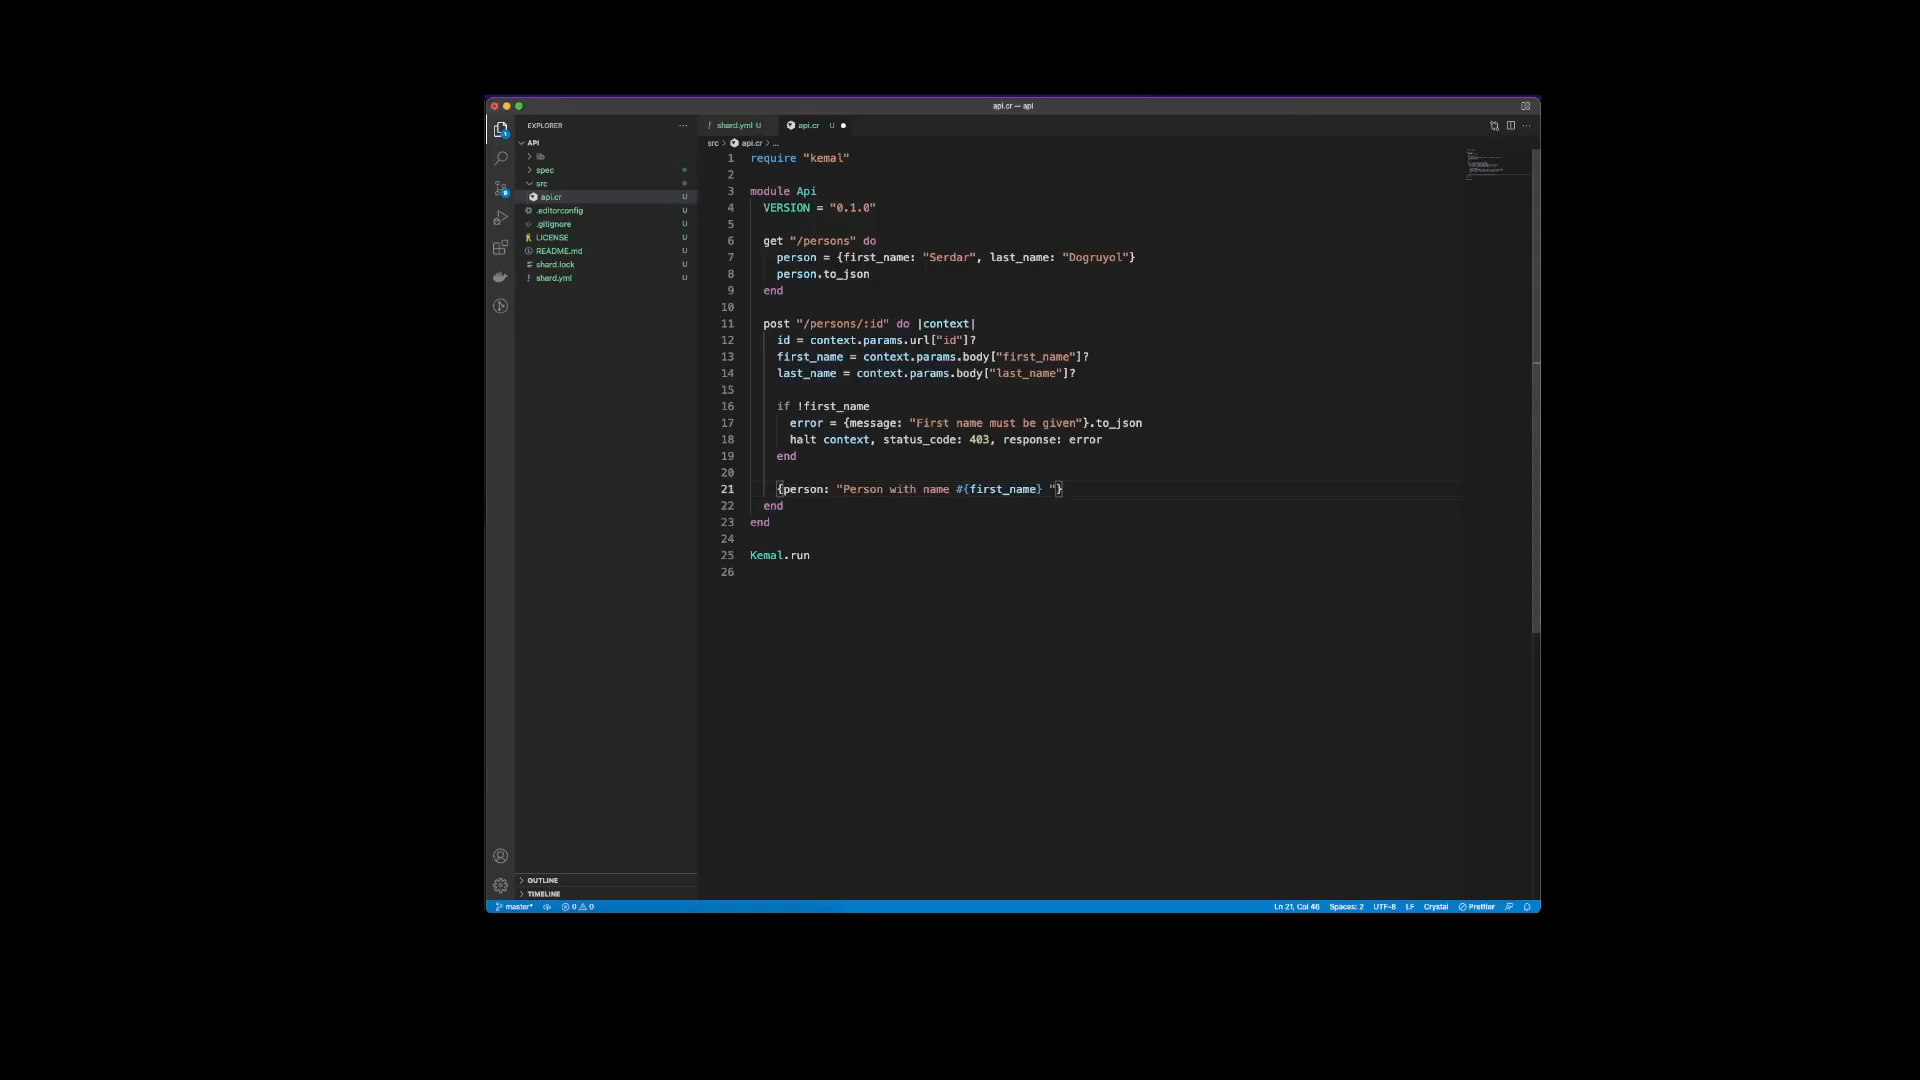 api.cr — api
EXPLORER
···
! shard.yml U
api.cr U
API
src > api.cr > ...
lib
spec
src
api.cr U
.editorconfig U
.gitignore U
LICENSE U
README.md U
shard.lock U
! shard.yml U
1 require "kemal"
2
3 module Api
4 VERSION = "0.1.0"
5
6 get "/persons" do
7 person = {first_name: "Serdar", last_name: "Dogruyol"}
8 person.to_json
9 end
10
11 post "/persons/:id" do |context|
12 id = context.params.url["id"]?
13 first_name = context.params.body["first_name"]?
14 last_name = context.params.body["last_name"]?
15
16 if !first_name
17 error = {message: "First name must be given"}.to_json
18 halt context, status_code: 403, response: error
19 end
20
21 {person: "Person with name #{first_name} "}
22 end
23 end
24
25 Kemal.run
26
OUTLINE
TIMELINE
master* 0 0 Ln 21, Col 46 Spaces: 2 UTF-8 LF Crystal Prettier